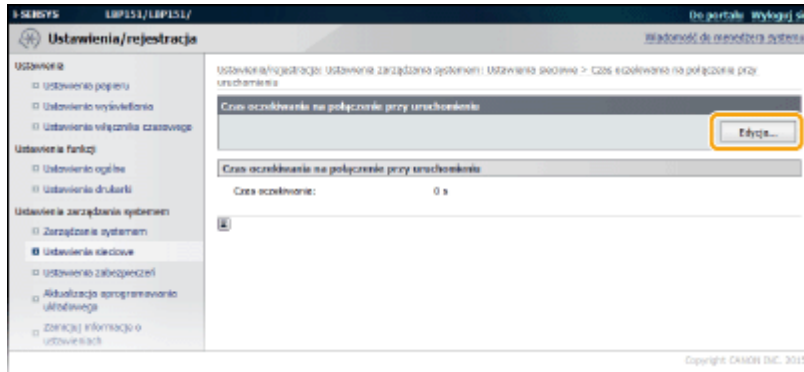 i-SENSYS LBP151/LBP151/ Do portalu Wyloguj si
Ustawienia/rejestracja Wiadomość do menedżera systemu
Ustawienia
Ustawienia papieru
Ustawienia wyświetlania
Ustawienia włącznika czasowego
Ustawienia funkcji
Ustawienia ogólne
Ustawienia drukarki
Ustawienia zarządzania systemem
Zarządzanie systemem
Ustawienia sieciowe
Ustawienia zabezpieczeń
Aktualizacja oprogramowania
układowego
Zainicjuj informacje o
ustawieniach
Ustawienia/rejestracja: Ustawienia zarządzania systemem: Ustawienia sieciowe > Czas oczekiwania na połączenie przy
uruchomieniu
Czas oczekiwania na połączenie przy uruchomieniu
Edycja...
Czas oczekiwania na połączenie przy uruchomieniu
Czas oczekiwania: 0 s
Copyright CANON INC. 2015